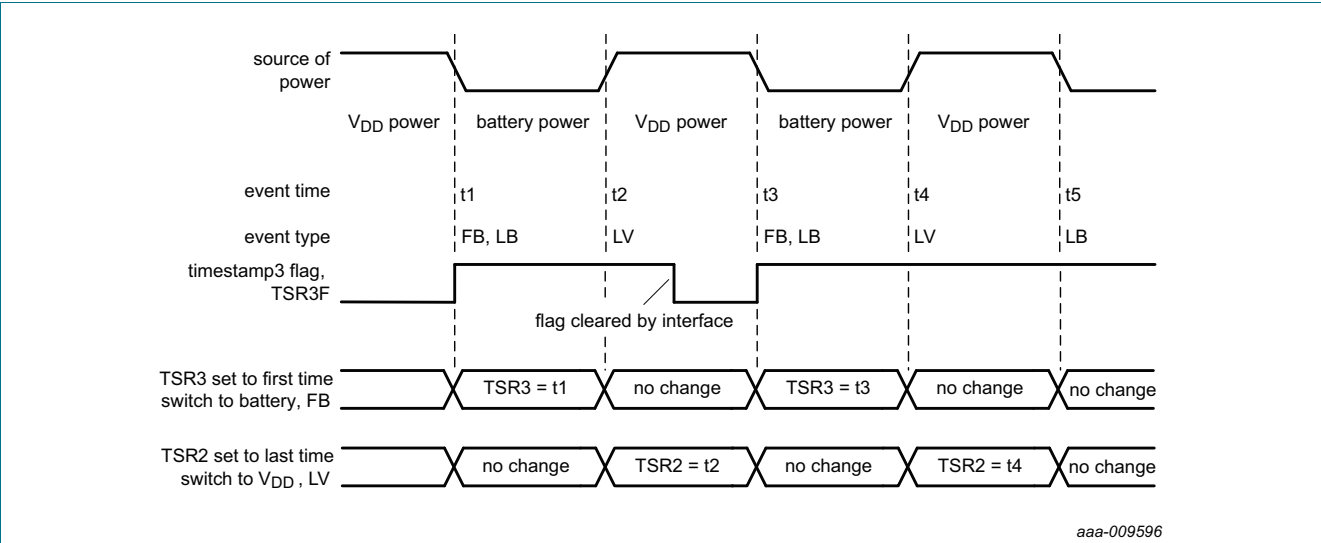 source of
power
VDD power battery power VDD power battery power VDD power
event time t1 t2 t3 t4 t5
event type FB, LB LV FB, LB LV LB
timestamp3 flag,
TSR3F
flag cleared by interface
TSR3 set to first time
switch to battery, FB
TSR3 = t1 no change TSR3 = t3 no change no change
TSR2 set to last time
switch to VDD , LV
no change TSR2 = t2 no change TSR2 = t4 no change
aaa-009596